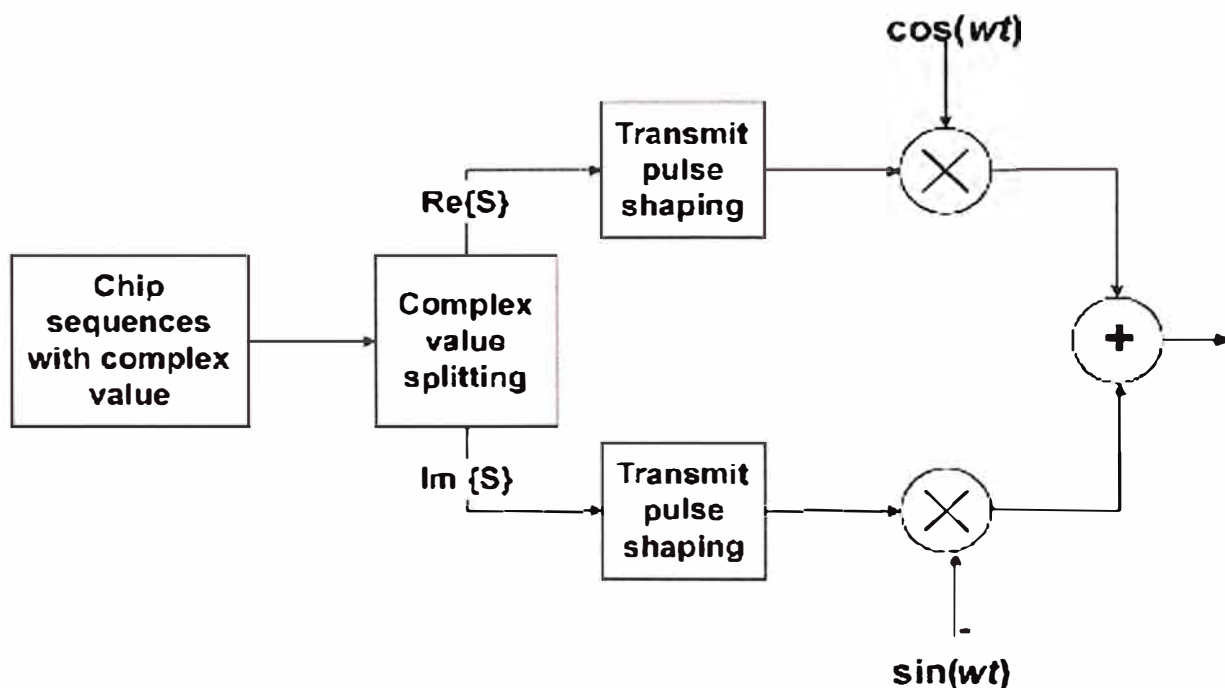 cos(wt)
Transmit
pulse
shaping
Re{S}
Chip
sequences
with complex
value
Complex
value
splitting
+
Im {S}
Transmit
pulse
shaping
-
sin(wt)